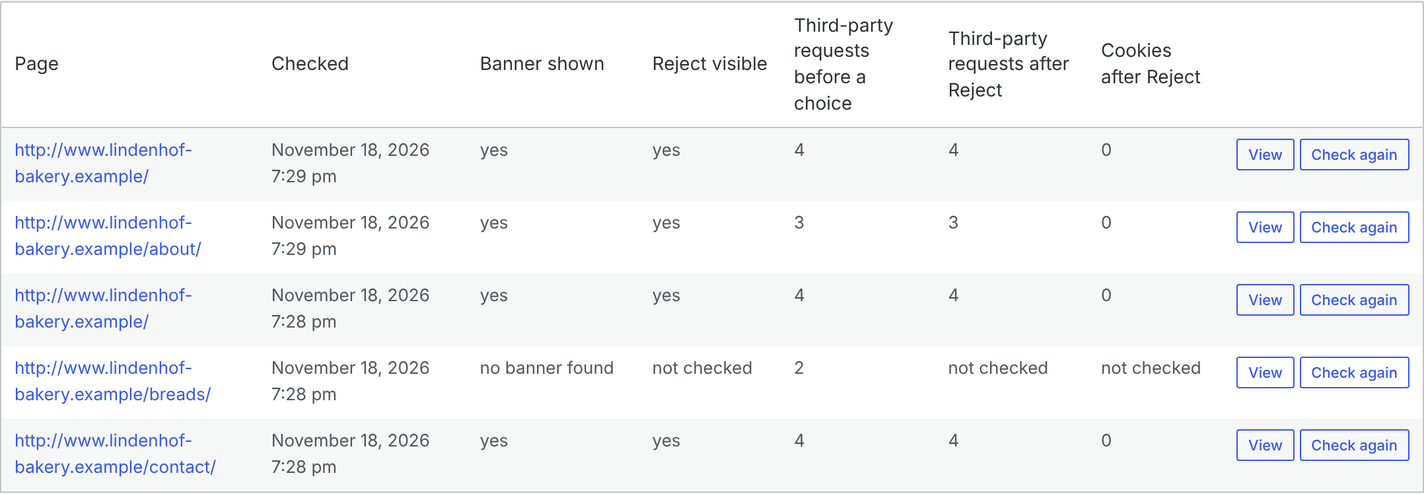 Page
Checked
Banner shown
Reject visible
Third-party
requests
before a
choice
Third-party
requests after
Reject
Cookies
after Reject
http://www.lindenhof-
bakery.example/
November 18, 2026
7:29 pm
yes
yes
4
4
0
View
Check again
http://www.lindenhof-
bakery.example/about/
November 18, 2026
7:29 pm
yes
yes
3
3
0
View
Check again
http://www.lindenhof-
bakery.example/
November 18, 2026
7:28 pm
yes
yes
4
4
0
View
Check again
http://www.lindenhof-
bakery.example/breads/
November 18, 2026
7:28 pm
no banner found
not checked
2
not checked
not checked
View
Check again
http://www.lindenhof-
bakery.example/contact/
November 18, 2026
7:28 pm
yes
yes
4
4
0
View
Check again